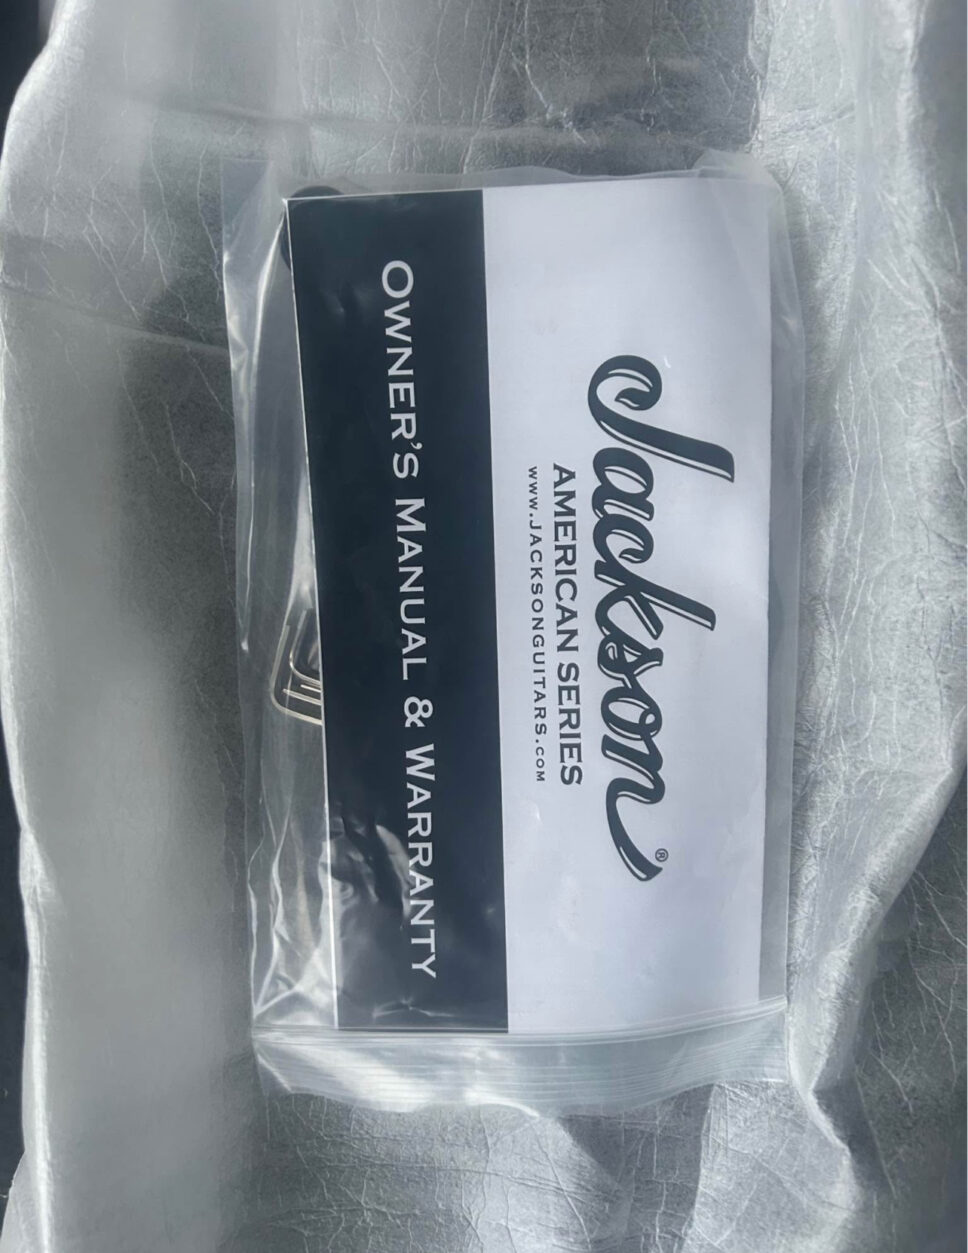 Jackson®
AMERICAN SERIES
WWW.JACKSONGUITARS.COM
OWNER'S MANUAL & WARRANTY